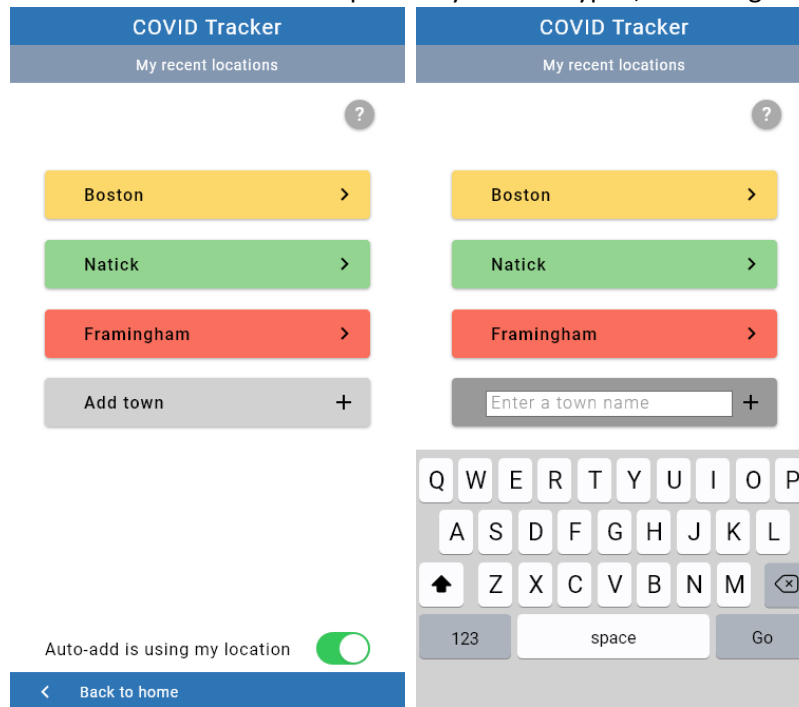 COVID Tracker
My recent locations
?
Boston
Natick
Framingham
Add town
Auto-add is using my location
Back to home
COVID Tracker
My recent locations
?
Boston
Natick
Framingham
Enter a town name
Q W E R T Y U I O P
A S D F G H J K L
Z X C V B N M
123 space Go